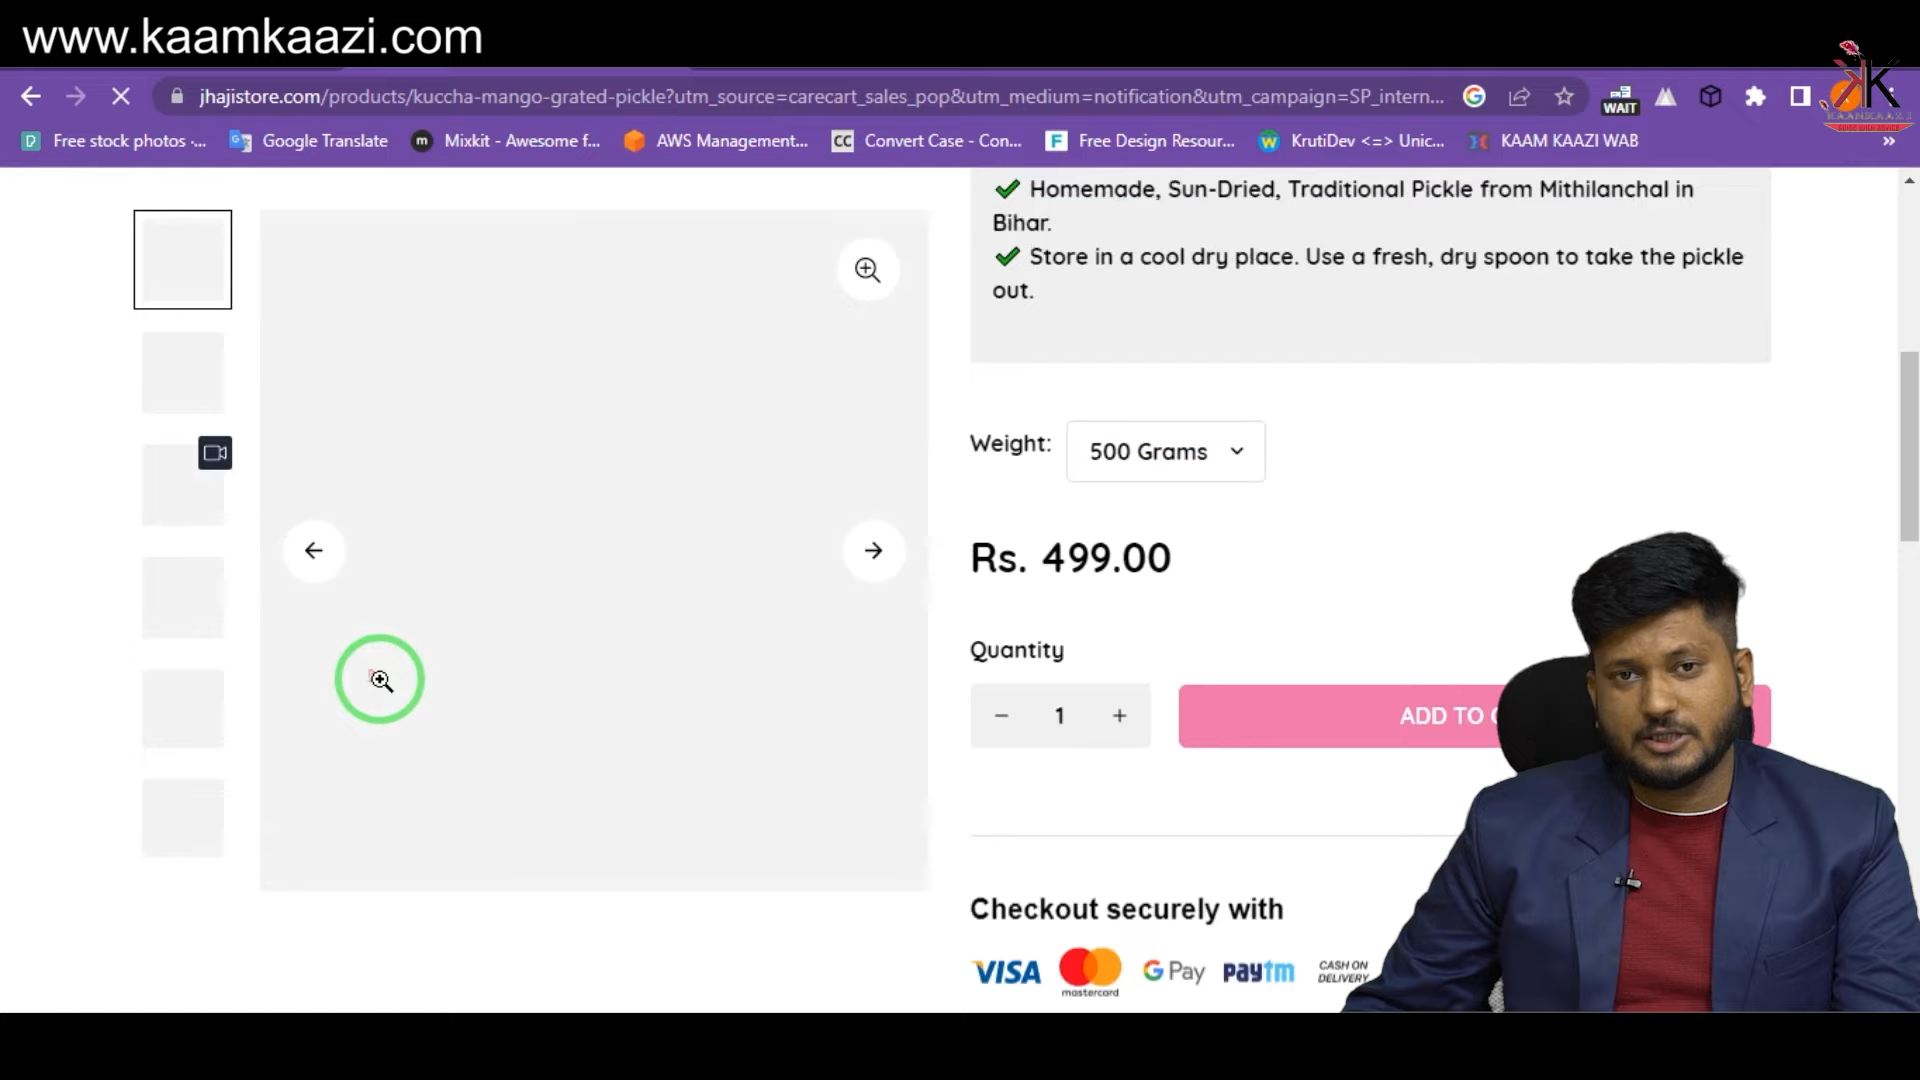 www.kaamkaazi.com
jhajistore.com/products/kuccha-mango-grated-pickle?utm_source=carecart_sales_pop&utm_medium=notification&utm_campaign=SP_intern...
WAIT
KAAMKAAZI
Free stock photos -...
Google Translate
Mixkit - Awesome f...
AWS Management...
CC Convert Case - Con...
F Free Design Resour...
KrutiDev <=> Unic...
KAAM KAAZI WAB
Homemade, Sun-Dried, Traditional Pickle from Mithilanchal in
Bihar.
Store in a cool dry place. Use a fresh, dry spoon to take the pickle
out.
Weight: 500 Grams
Rs. 499.00
Quantity
− 1 +
ADD TO
Checkout securely with
VISA
mastercard
G Pay
paytm
CASH ON
DELIVERY